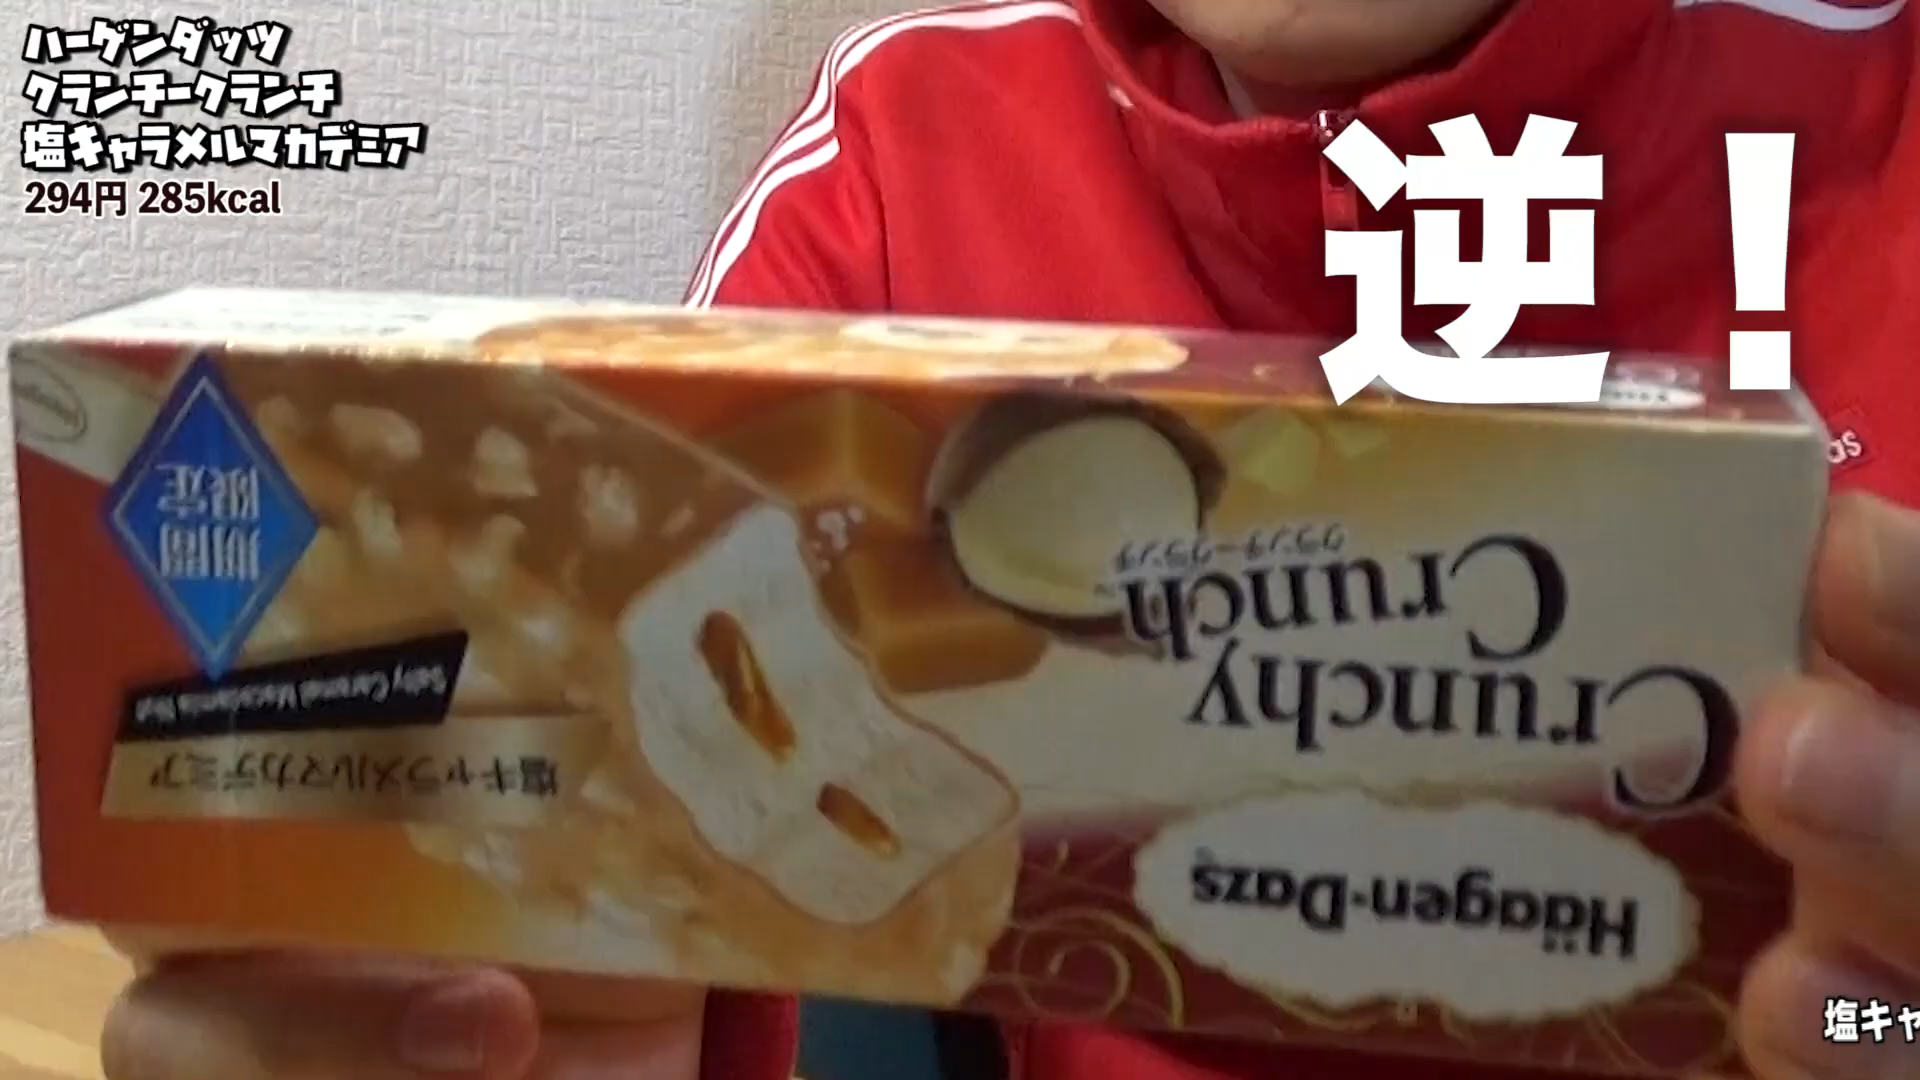 ハーゲンダッツ
クランチークランチ
塩キャラメルマカデミア
294円 285kcal
逆！
Häagen-Dazs
Crunchy
Crunch
クランチークランチ
塩キャラメルマカデミア
Salty Caramel Macadamia Nut
期間
限定
塩キャ